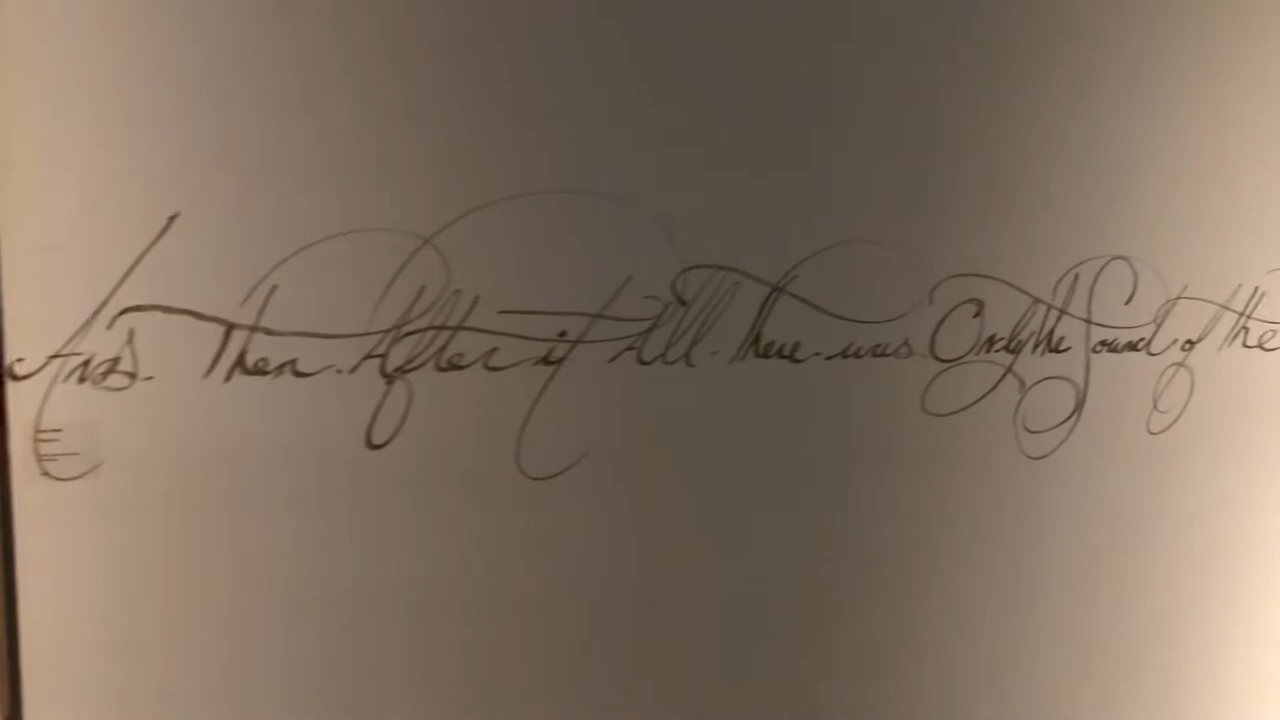 And. Then. After it All. There was Only the Sound of the